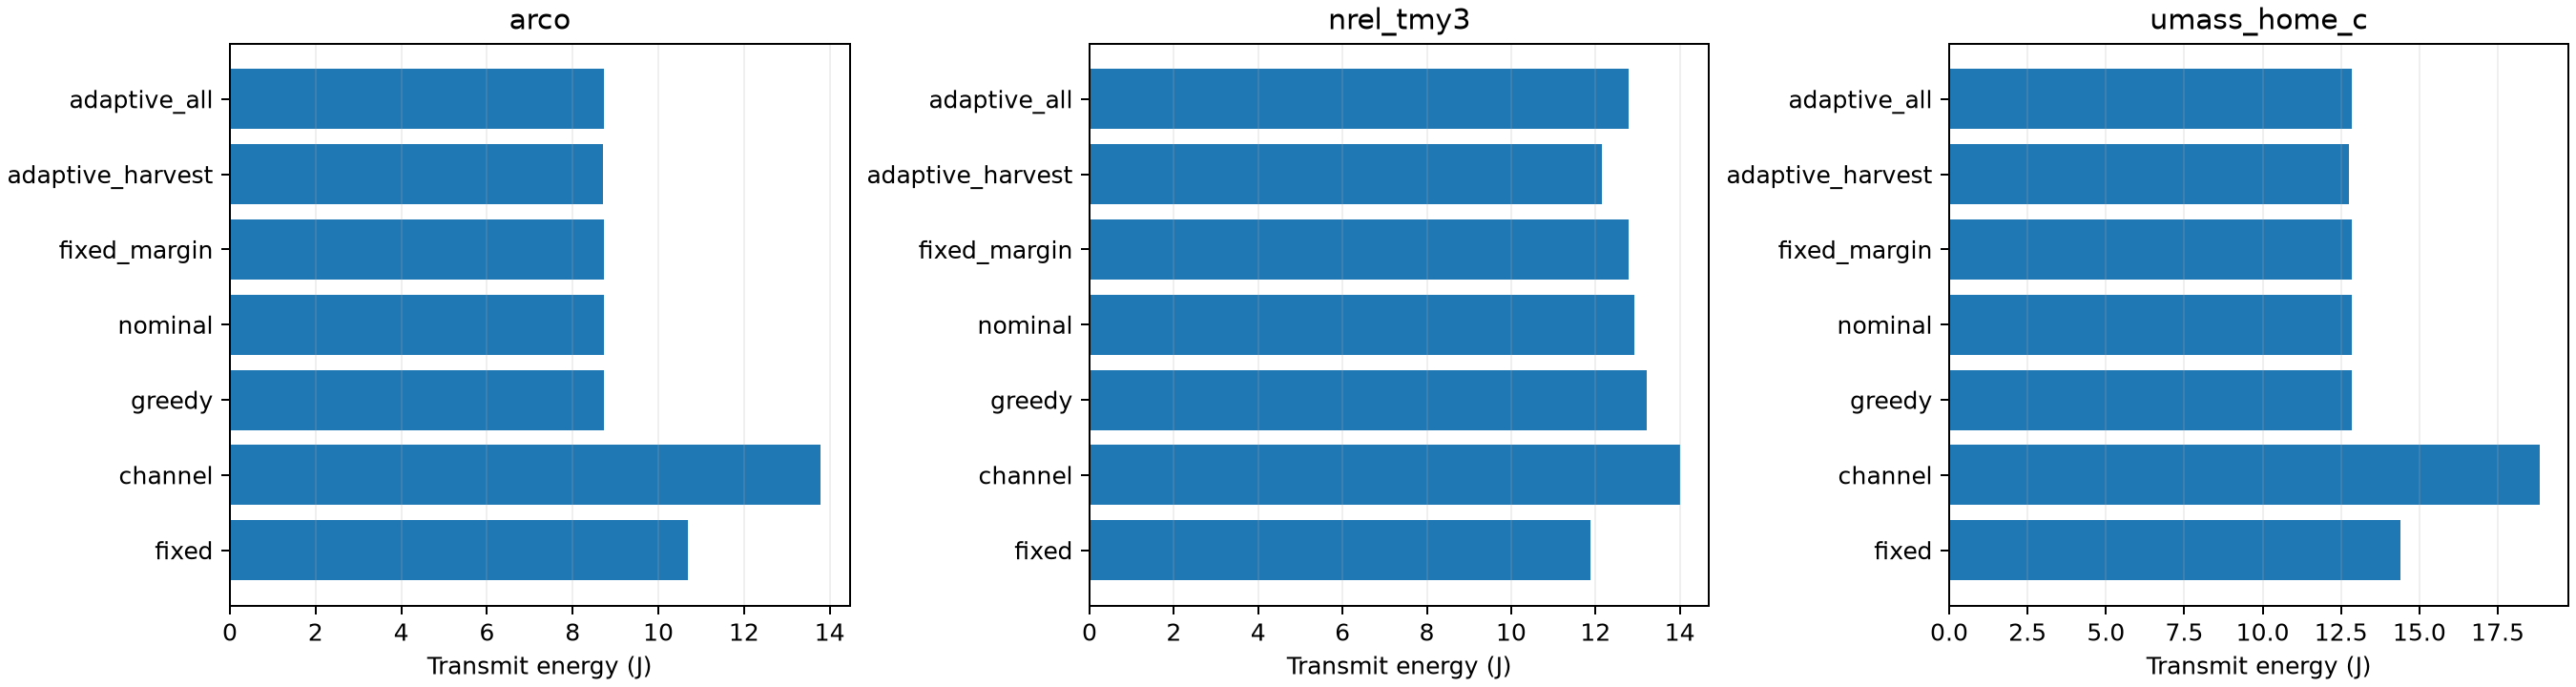 arco
adaptive_all
adaptive_harvest
fixed_margin
nominal
greedy
channel
fixed
0 2 4 6 8 10 12 14
Transmit energy (J)
nrel_tmy3
adaptive_all
adaptive_harvest
fixed_margin
nominal
greedy
channel
fixed
0 2 4 6 8 10 12 14
Transmit energy (J)
umass_home_c
adaptive_all
adaptive_harvest
fixed_margin
nominal
greedy
channel
fixed
0.0 2.5 5.0 7.5 10.0 12.5 15.0 17.5
Transmit energy (J)